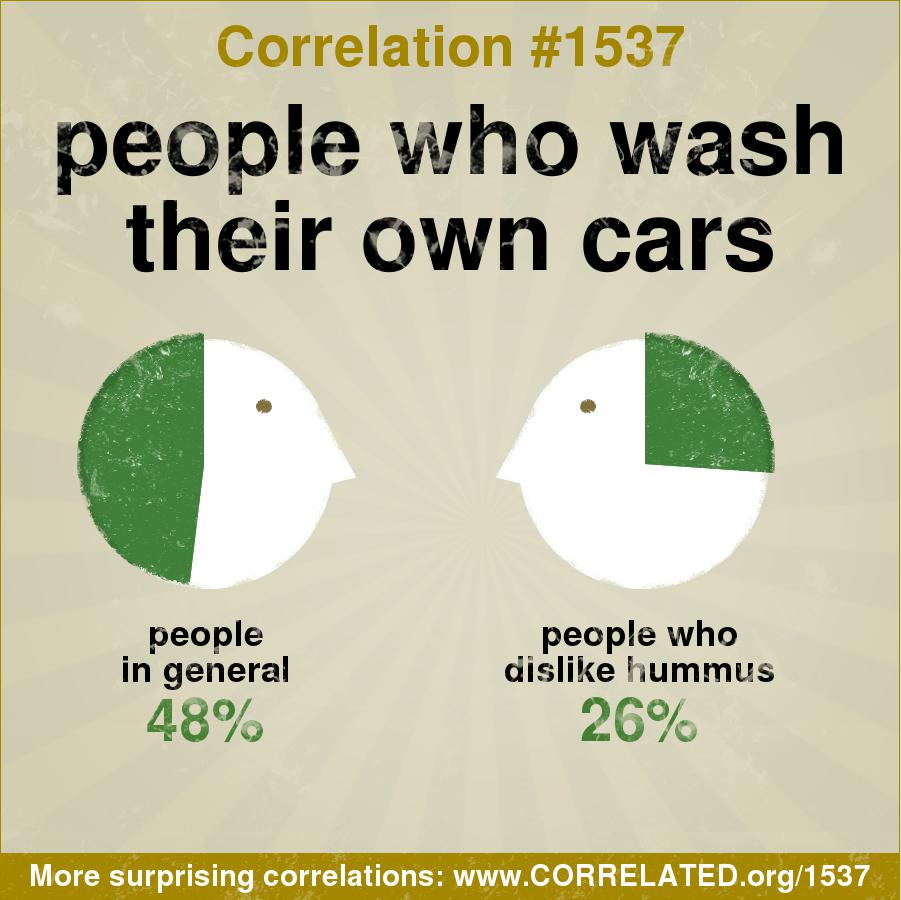 Correlation #1537
people who wash
their own cars
people
in general
48%
people who
dislike hummus
26%
More surprising correlations: www.CORRELATED.org/1537